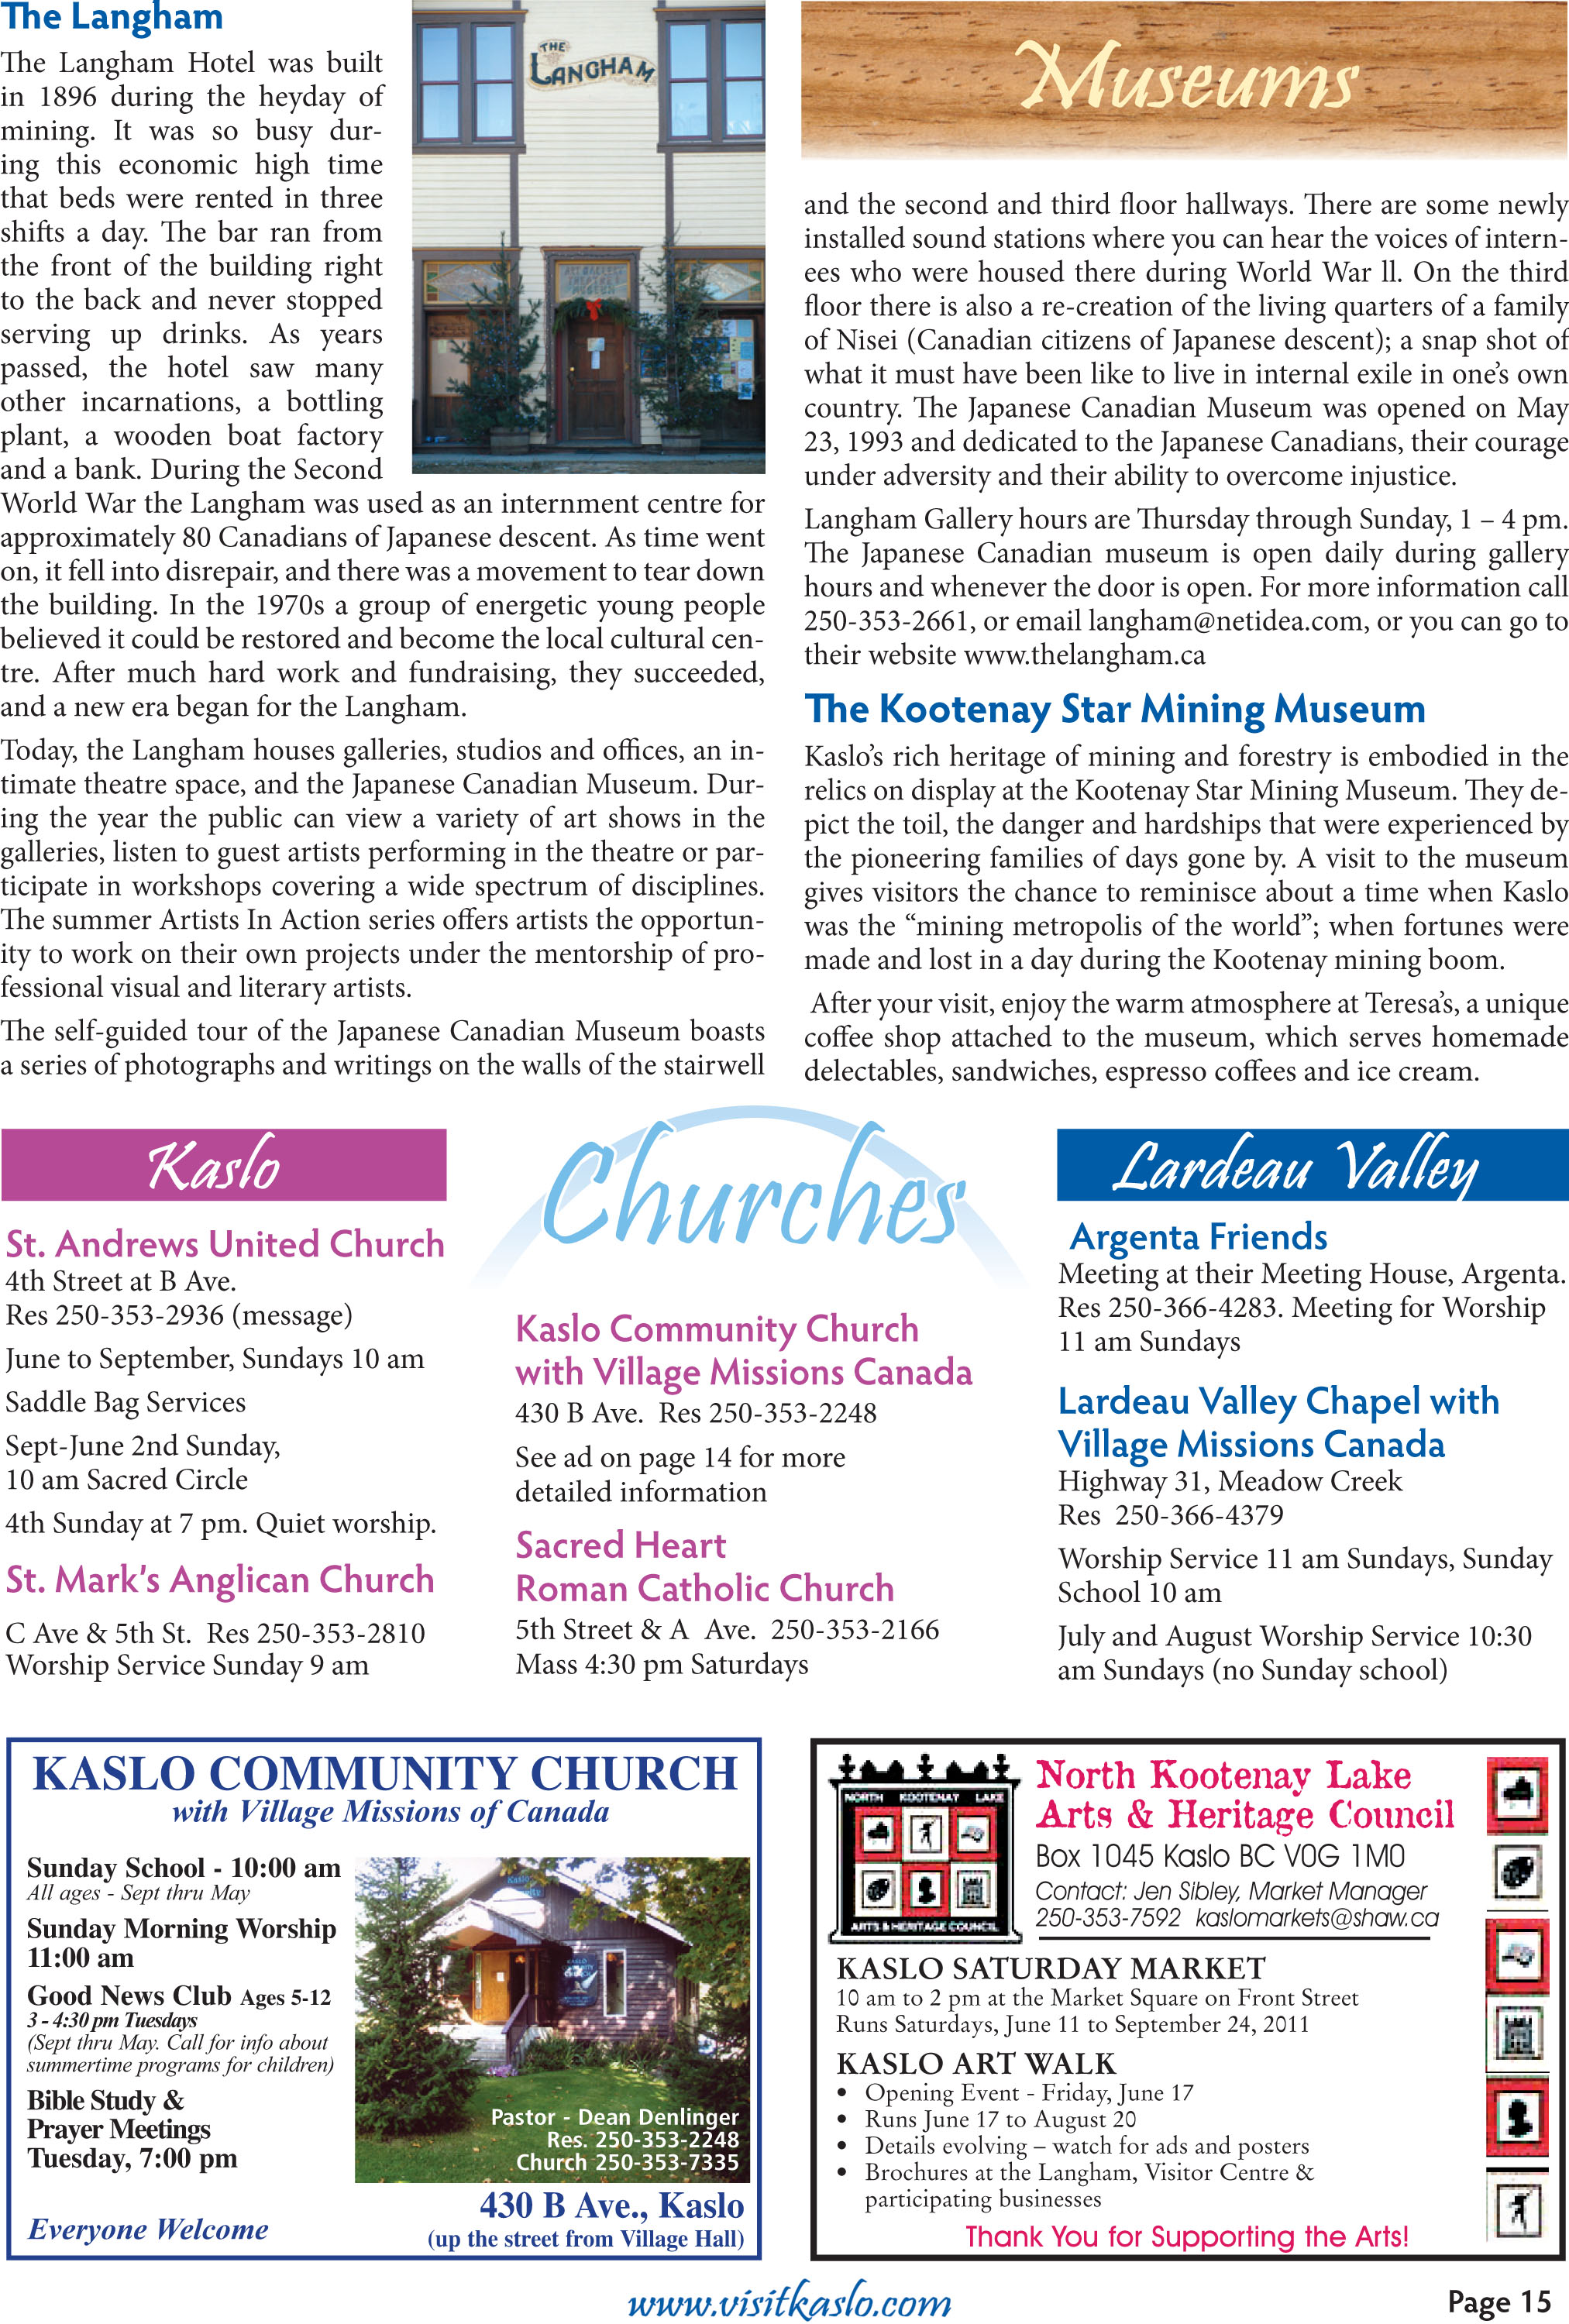 The Langham
The Langham Hotel was built
in 1896 during the heyday of
mining. It was so busy dur-
ing this economic high time
that beds were rented in three
shifts a day. The bar ran from
the front of the building right
to the back and never stopped
serving up drinks. As years
passed, the hotel saw many
other incarnations, a bottling
plant, a wooden boat factory
and a bank. During the Second
World War the Langham was used as an internment centre for
approximately 80 Canadians of Japanese descent. As time went
on, it fell into disrepair, and there was a movement to tear down
the building. In the 1970s a group of energetic young people
believed it could be restored and become the local cultural cen-
tre. After much hard work and fundraising, they succeeded,
and a new era began for the Langham.
Today, the Langham houses galleries, studios and offices, an in-
timate theatre space, and the Japanese Canadian Museum. Dur-
ing the year the public can view a variety of art shows in the
galleries, listen to guest artists performing in the theatre or par-
ticipate in workshops covering a wide spectrum of disciplines.
The summer Artists In Action series offers artists the opportun-
ity to work on their own projects under the mentorship of pro-
fessional visual and literary artists.
The self-guided tour of the Japanese Canadian Museum boasts
a series of photographs and writings on the walls of the stairwell
THE
LANGHAM
Museums
and the second and third floor hallways. There are some newly
installed sound stations where you can hear the voices of intern-
ees who were housed there during World War ll. On the third
floor there is also a re-creation of the living quarters of a family
of Nisei (Canadian citizens of Japanese descent); a snap shot of
what it must have been like to live in internal exile in one's own
country. The Japanese Canadian Museum was opened on May
23, 1993 and dedicated to the Japanese Canadians, their courage
under adversity and their ability to overcome injustice.
Langham Gallery hours are Thursday through Sunday, 1 – 4 pm.
The Japanese Canadian museum is open daily during gallery
hours and whenever the door is open. For more information call
250-353-2661, or email langham@netidea.com, or you can go to
their website www.thelangham.ca
The Kootenay Star Mining Museum
Kaslo's rich heritage of mining and forestry is embodied in the
relics on display at the Kootenay Star Mining Museum. They de-
pict the toil, the danger and hardships that were experienced by
the pioneering families of days gone by. A visit to the museum
gives visitors the chance to reminisce about a time when Kaslo
was the “mining metropolis of the world”; when fortunes were
made and lost in a day during the Kootenay mining boom.
After your visit, enjoy the warm atmosphere at Teresa's, a unique
coffee shop attached to the museum, which serves homemade
delectables, sandwiches, espresso coffees and ice cream.
Churches
Kaslo
St. Andrews United Church
4th Street at B Ave.
Res 250-353-2936 (message)
June to September, Sundays 10 am
Saddle Bag Services
Sept-June 2nd Sunday,
10 am Sacred Circle
4th Sunday at 7 pm. Quiet worship.
St. Mark's Anglican Church
C Ave & 5th St. Res 250-353-2810
Worship Service Sunday 9 am
Kaslo Community Church
with Village Missions Canada
430 B Ave. Res 250-353-2248
See ad on page 14 for more
detailed information
Sacred Heart
Roman Catholic Church
5th Street & A Ave. 250-353-2166
Mass 4:30 pm Saturdays
Lardeau Valley
Argenta Friends
Meeting at their Meeting House, Argenta.
Res 250-366-4283. Meeting for Worship
11 am Sundays
Lardeau Valley Chapel with
Village Missions Canada
Highway 31, Meadow Creek
Res 250-366-4379
Worship Service 11 am Sundays, Sunday
School 10 am
July and August Worship Service 10:30
am Sundays (no Sunday school)
KASLO COMMUNITY CHURCH
with Village Missions of Canada
Sunday School - 10:00 am
All ages - Sept thru May
Sunday Morning Worship
11:00 am
Good News Club Ages 5-12
3 - 4:30 pm Tuesdays
(Sept thru May. Call for info about
summertime programs for children)
Bible Study &
Prayer Meetings
Tuesday, 7:00 pm
Everyone Welcome
Pastor - Dean Denlinger
Res. 250-353-2248
Church 250-353-7335
430 B Ave., Kaslo
(up the street from Village Hall)
NORTH KOOTENAY LAKE
ARTS & HERITAGE COUNCIL
North Kootenay Lake
Arts & Heritage Council
Box 1045 Kaslo BC V0G 1M0
Contact: Jen Sibley, Market Manager
250-353-7592 kaslomarkets@shaw.ca
KASLO SATURDAY MARKET
10 am to 2 pm at the Market Square on Front Street
Runs Saturdays, June 11 to September 24, 2011
KASLO ART WALK
• Opening Event - Friday, June 17
• Runs June 17 to August 20
• Details evolving – watch for ads and posters
• Brochures at the Langham, Visitor Centre &
participating businesses
Thank You for Supporting the Arts!
www.visitkaslo.com
Page 15